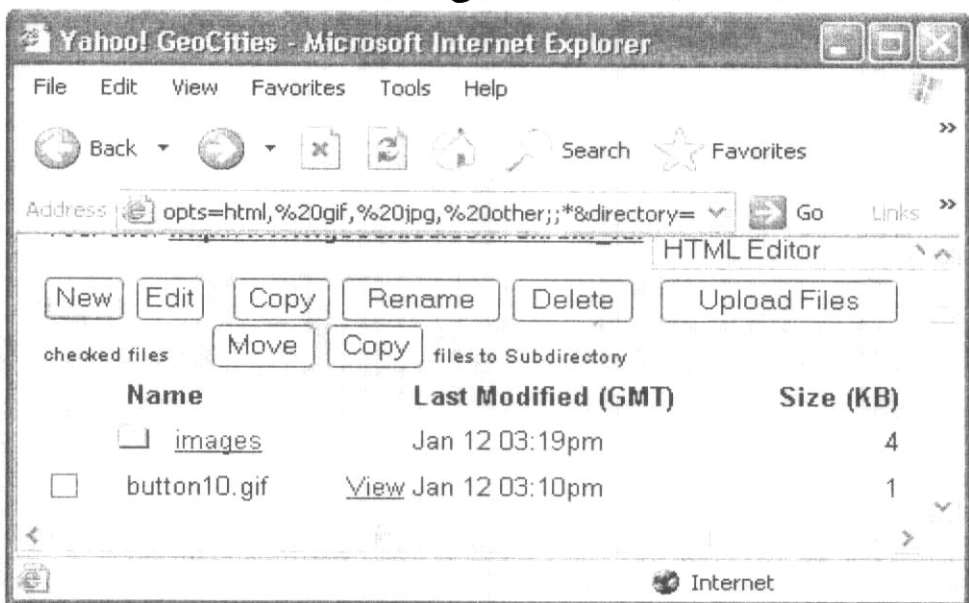 Yahoo! GeoCities - Microsoft Internet Explorer
File Edit View Favorites Tools Help
Back Search Favorites »
Address opts=html,%20gif,%20jpg,%20other;;*&directory= Go Links »
HTML Editor
New Edit Copy Rename Delete Upload Files
checked files Move Copy files to Subdirectory
Name Last Modified (GMT) Size (KB)
images Jan 12 03:19pm 4
button10.gif View Jan 12 03:10pm 1
Internet